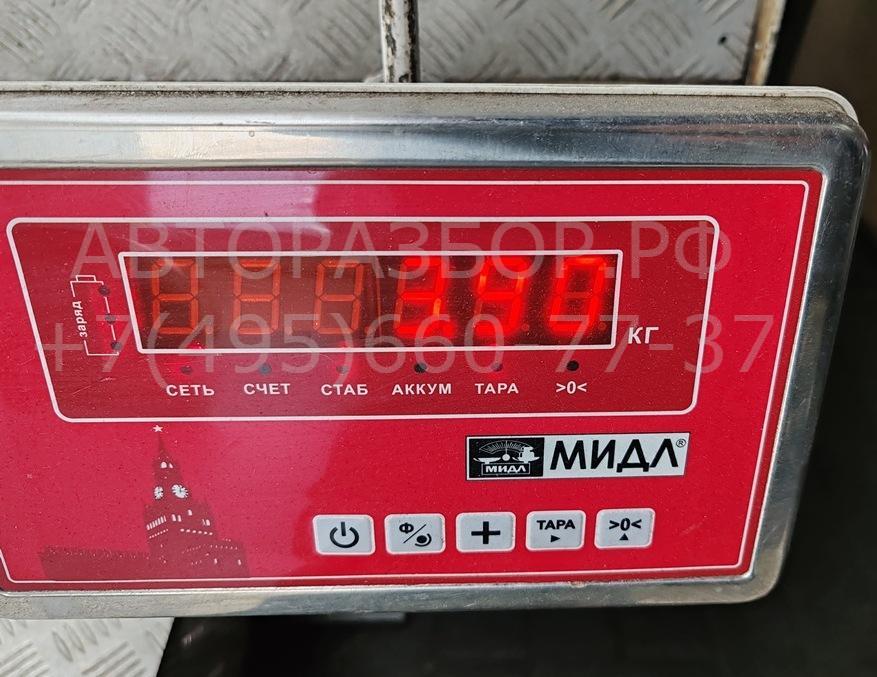 АВТОРАЗБОР.РФ
+7(495)660 77-37
заряд
КГ
СЕТЬ СЧЕТ СТАБ АККУМ ТАРА >0<
МИДЛ МИДЛ®
Ф ТАРА >0<